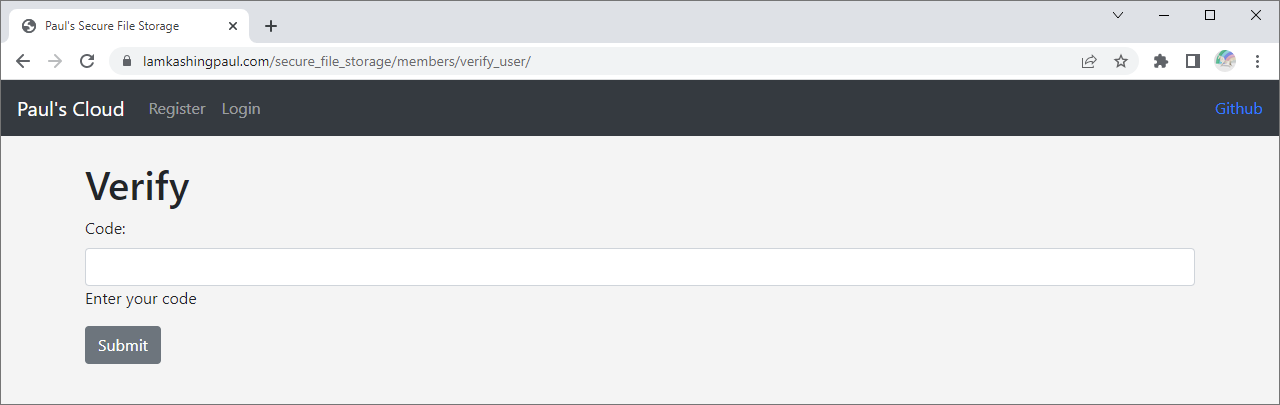 Paul's Secure File Storage
lamkashingpaul.com/secure_file_storage/members/verify_user/
Paul's Cloud Register Login Github
Verify
Code:
Enter your code
Submit